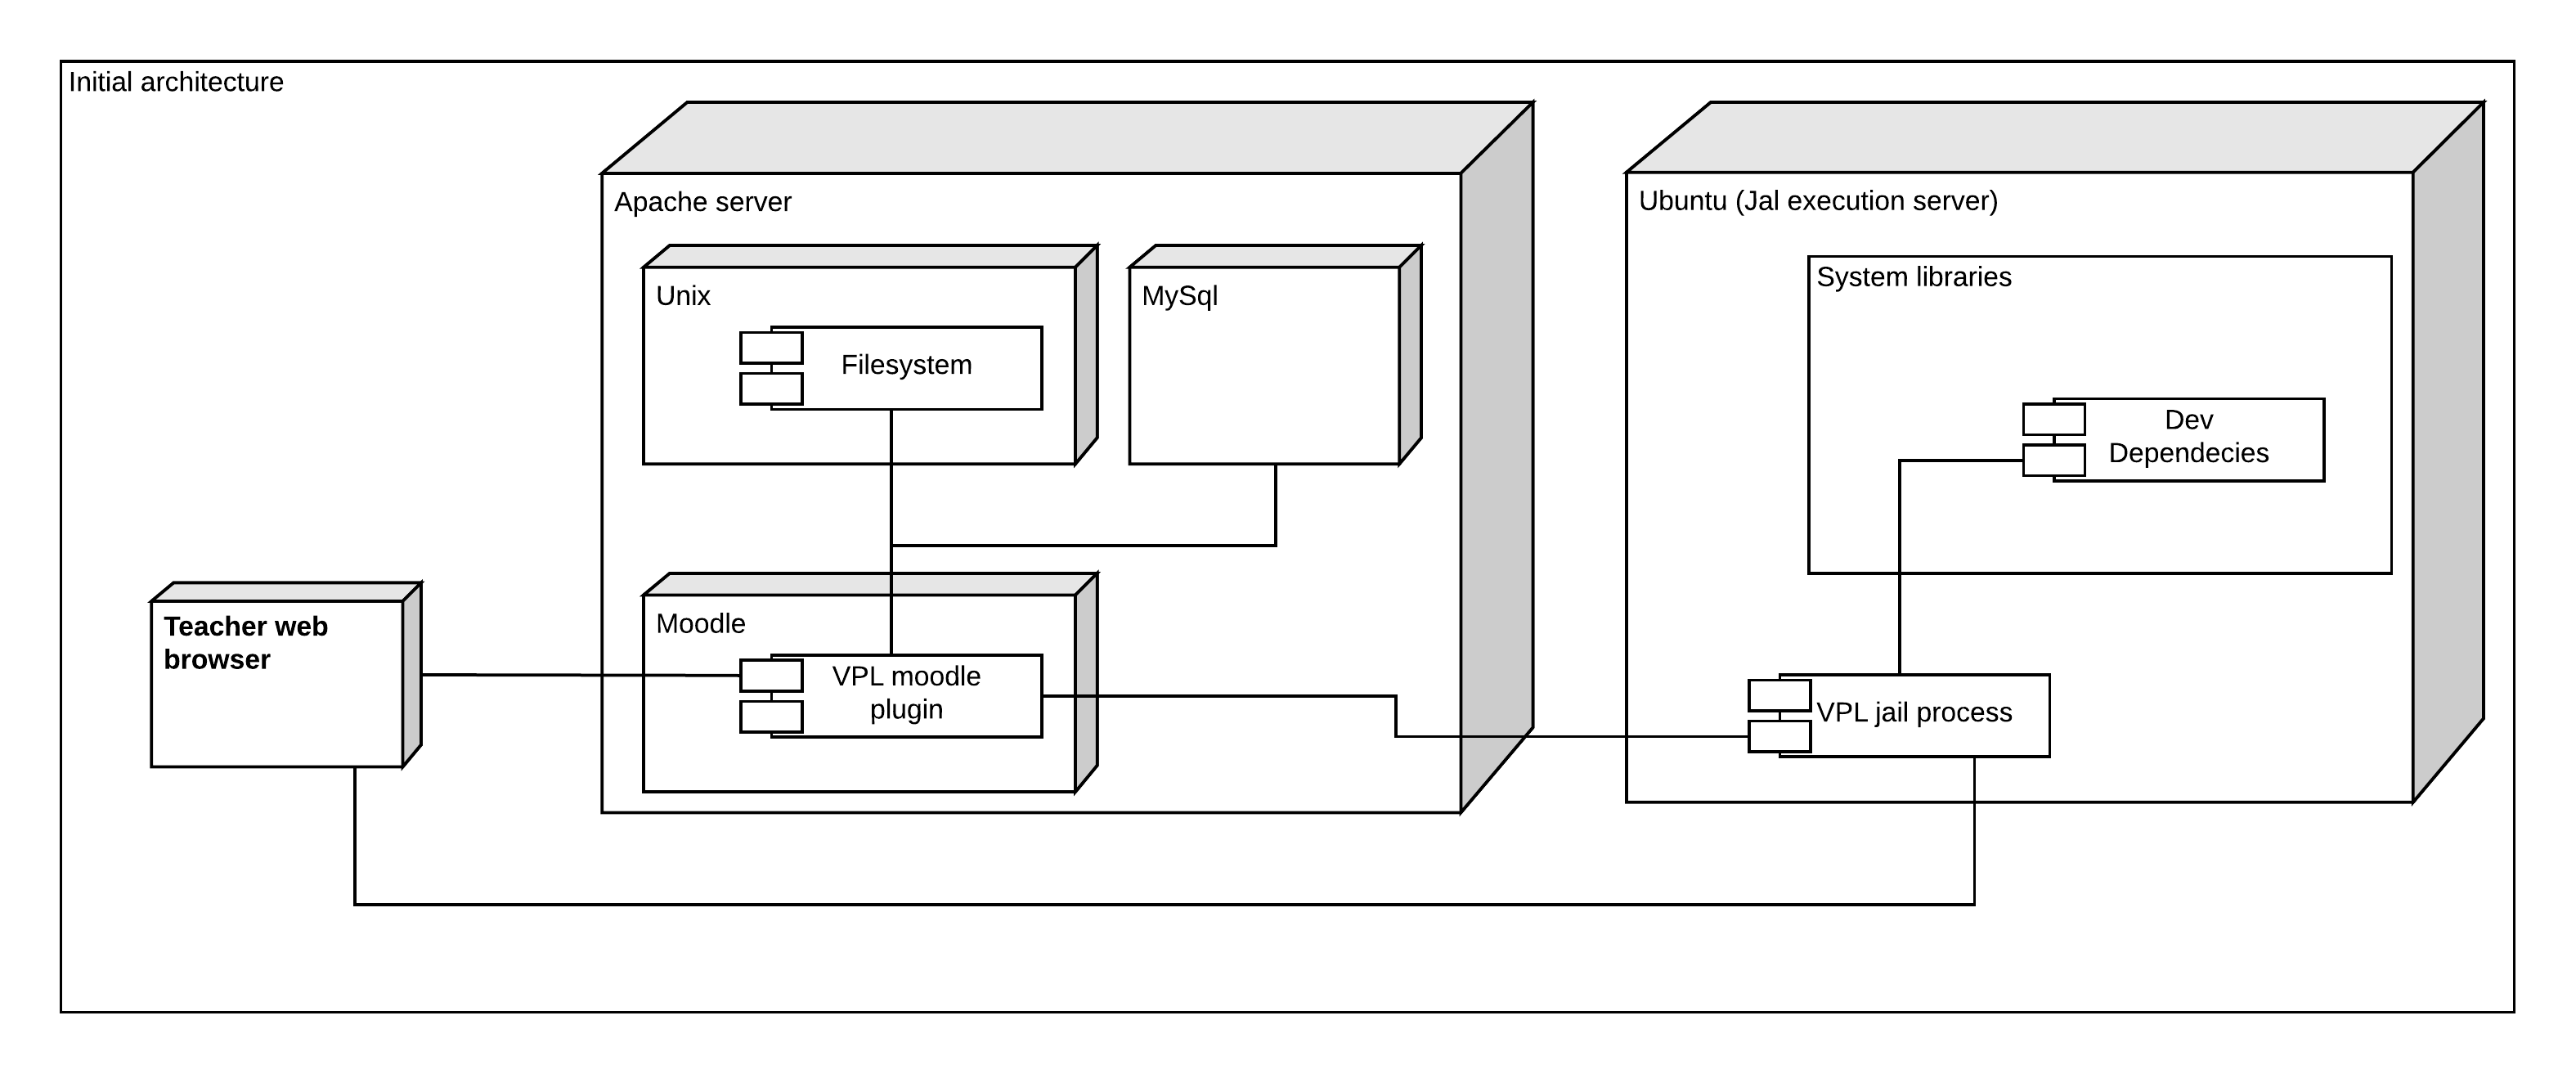 Initial architecture
Apache server
Ubuntu (Jal execution server)
System libraries
Unix
MySql
Filesystem
Dev
Dependecies
Teacher web
browser
Moodle
VPL moodle
plugin
VPL jail process